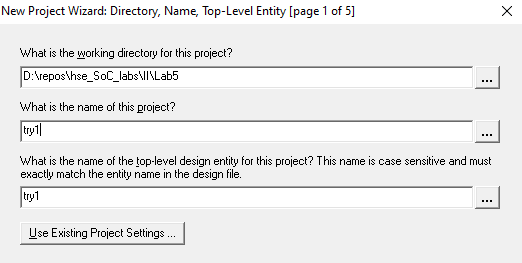 New Project Wizard: Directory, Name, Top-Level Entity [page 1 of 5]
What is the working directory for this project?
D:\repos\hse_SoC_labs\II\Lab5
...
What is the name of this project?
try1
...
What is the name of the top-level design entity for this project? This name is case sensitive and must
exactly match the entity name in the design file.
try1
...
Use Existing Project Settings ...